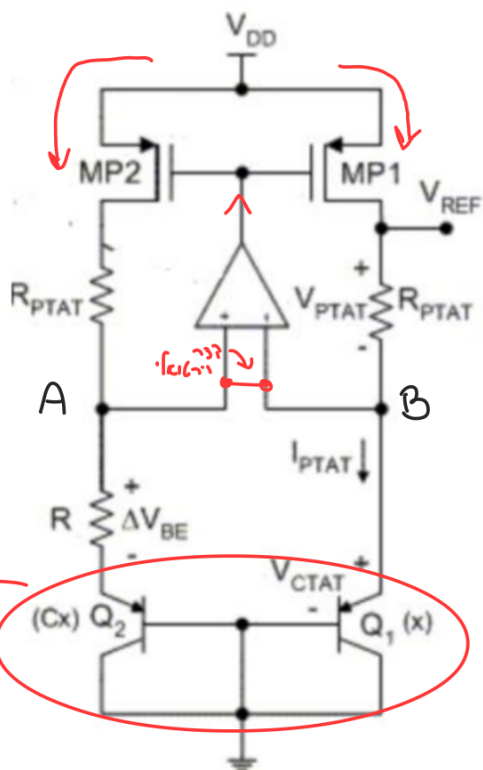 V_DD
MP2
MP1
V_REF
R_PTAT
+
V_PTAT
R_PTAT
-
+ -
A
B
I_PTAT
+
R
ΔV_BE
-
V_CTAT
+
-
(Cx) Q_2
Q_1 (x)